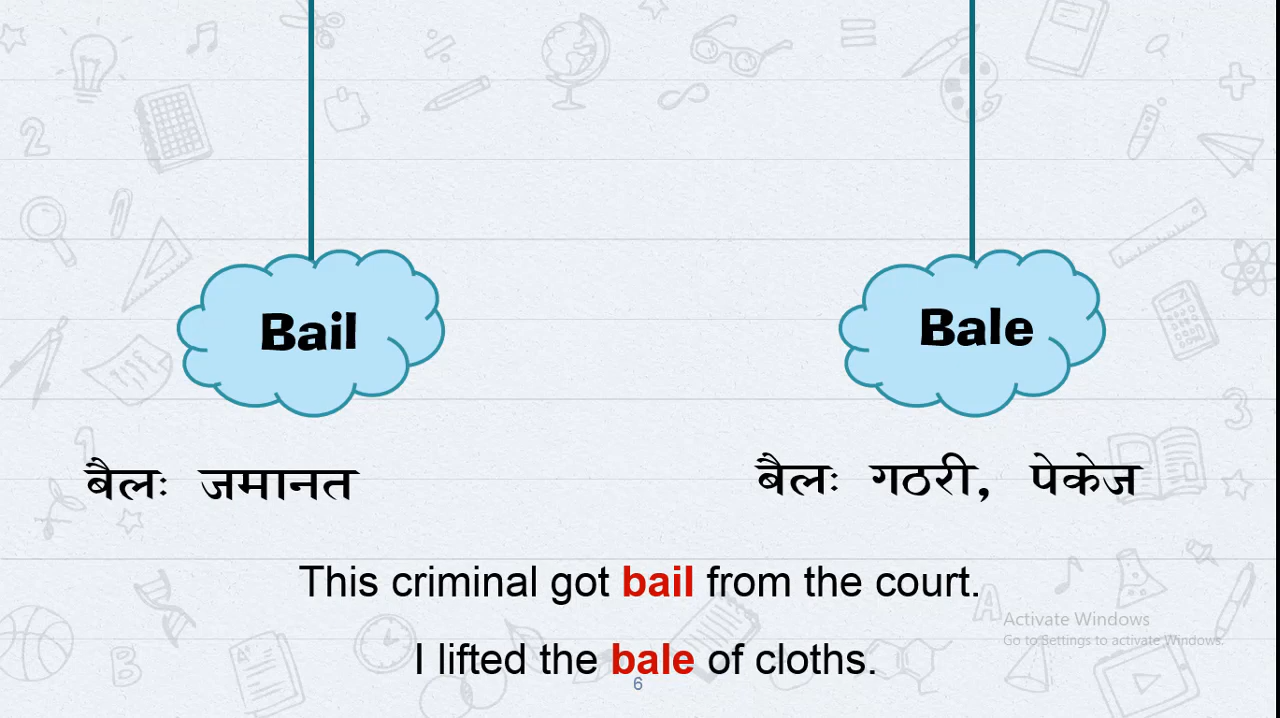 Bail
Bale
बैलः जमानत
बैलः गठरी, पेकेज
This criminal got bail from the court.
I lifted the bale of cloths.
6
Activate Windows
Go to Settings to activate Windows.